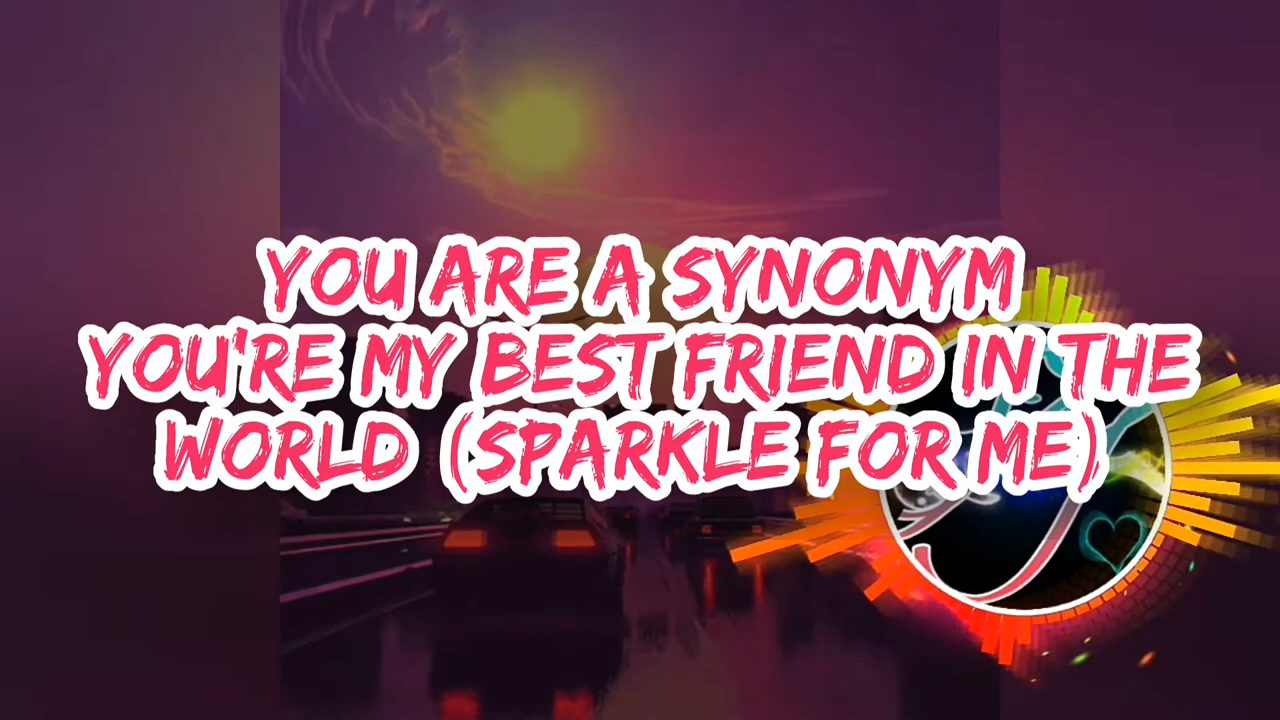 YOU ARE A SYNONYM
YOU'RE MY BEST FRIEND IN THE
WORLD (SPARKLE FOR ME)